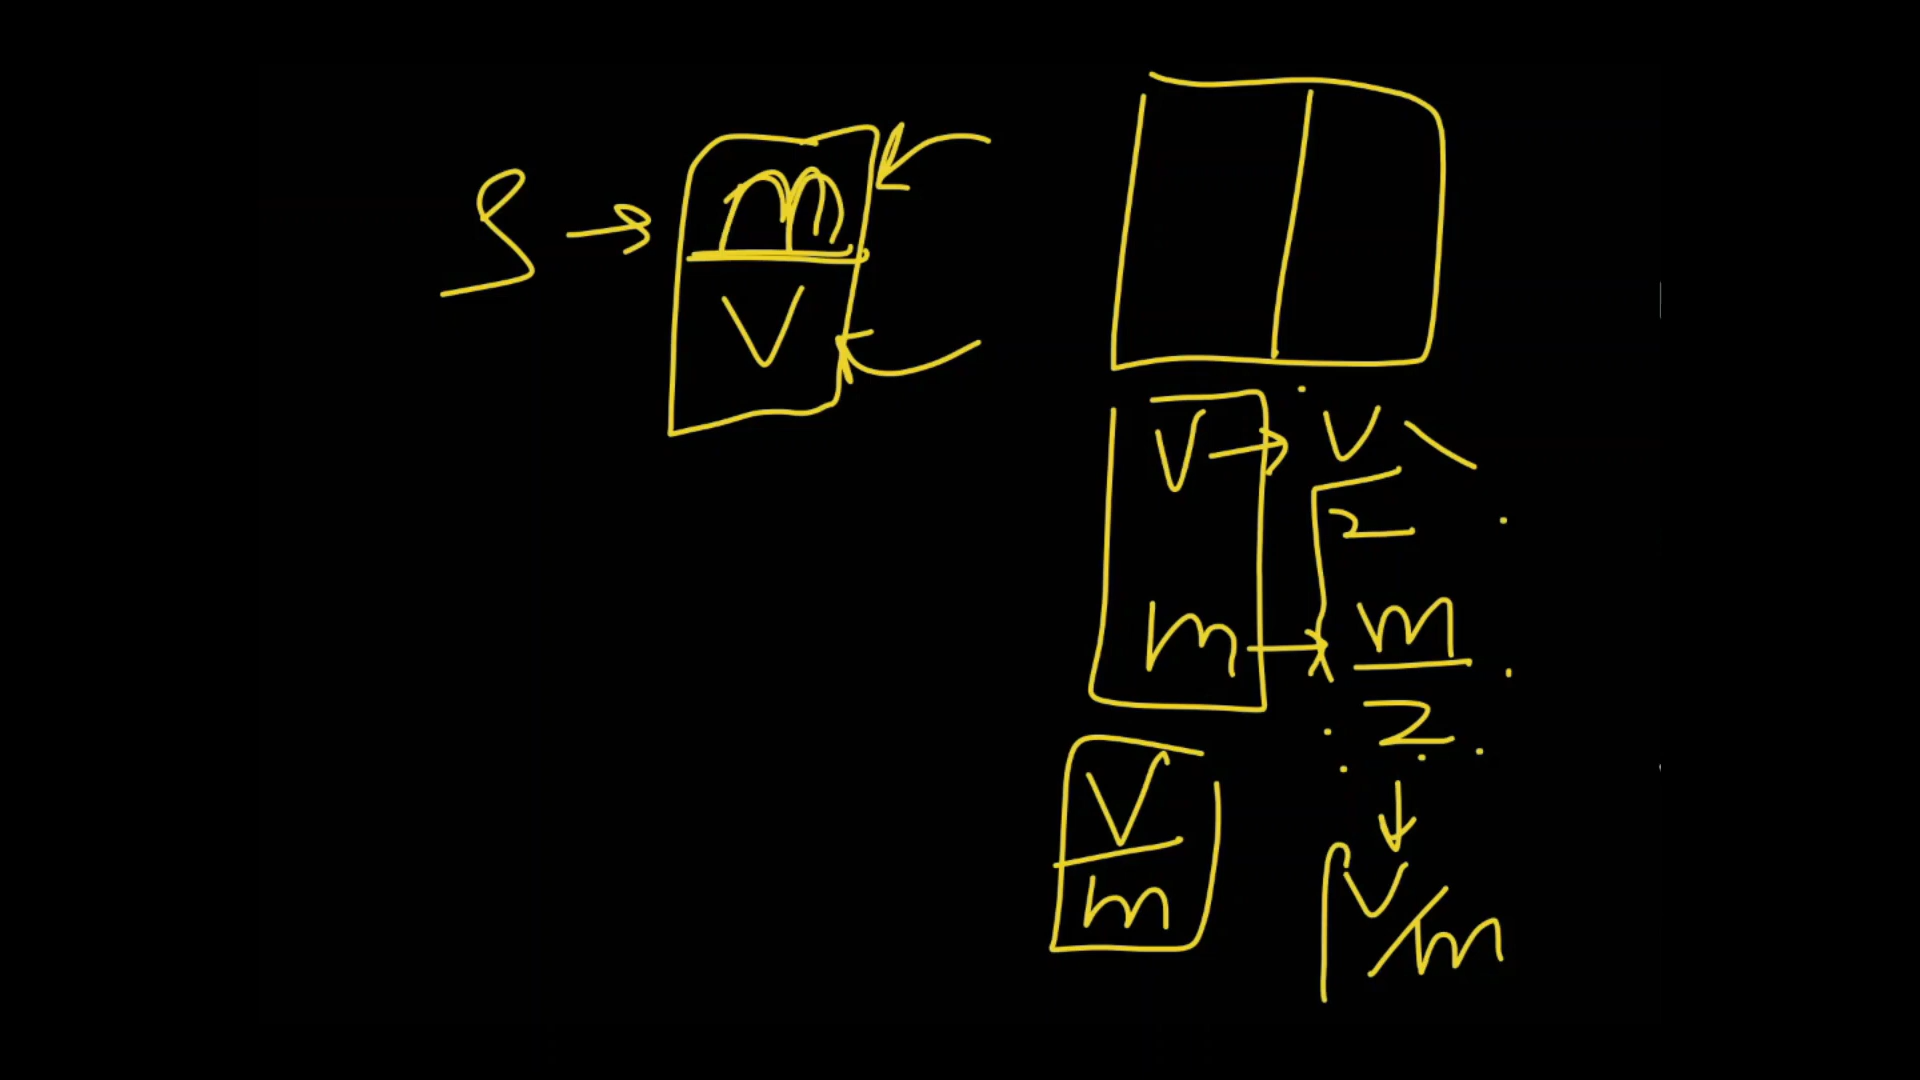 ρ → m/V
V → V/2
m → m/2
V/m
V/m